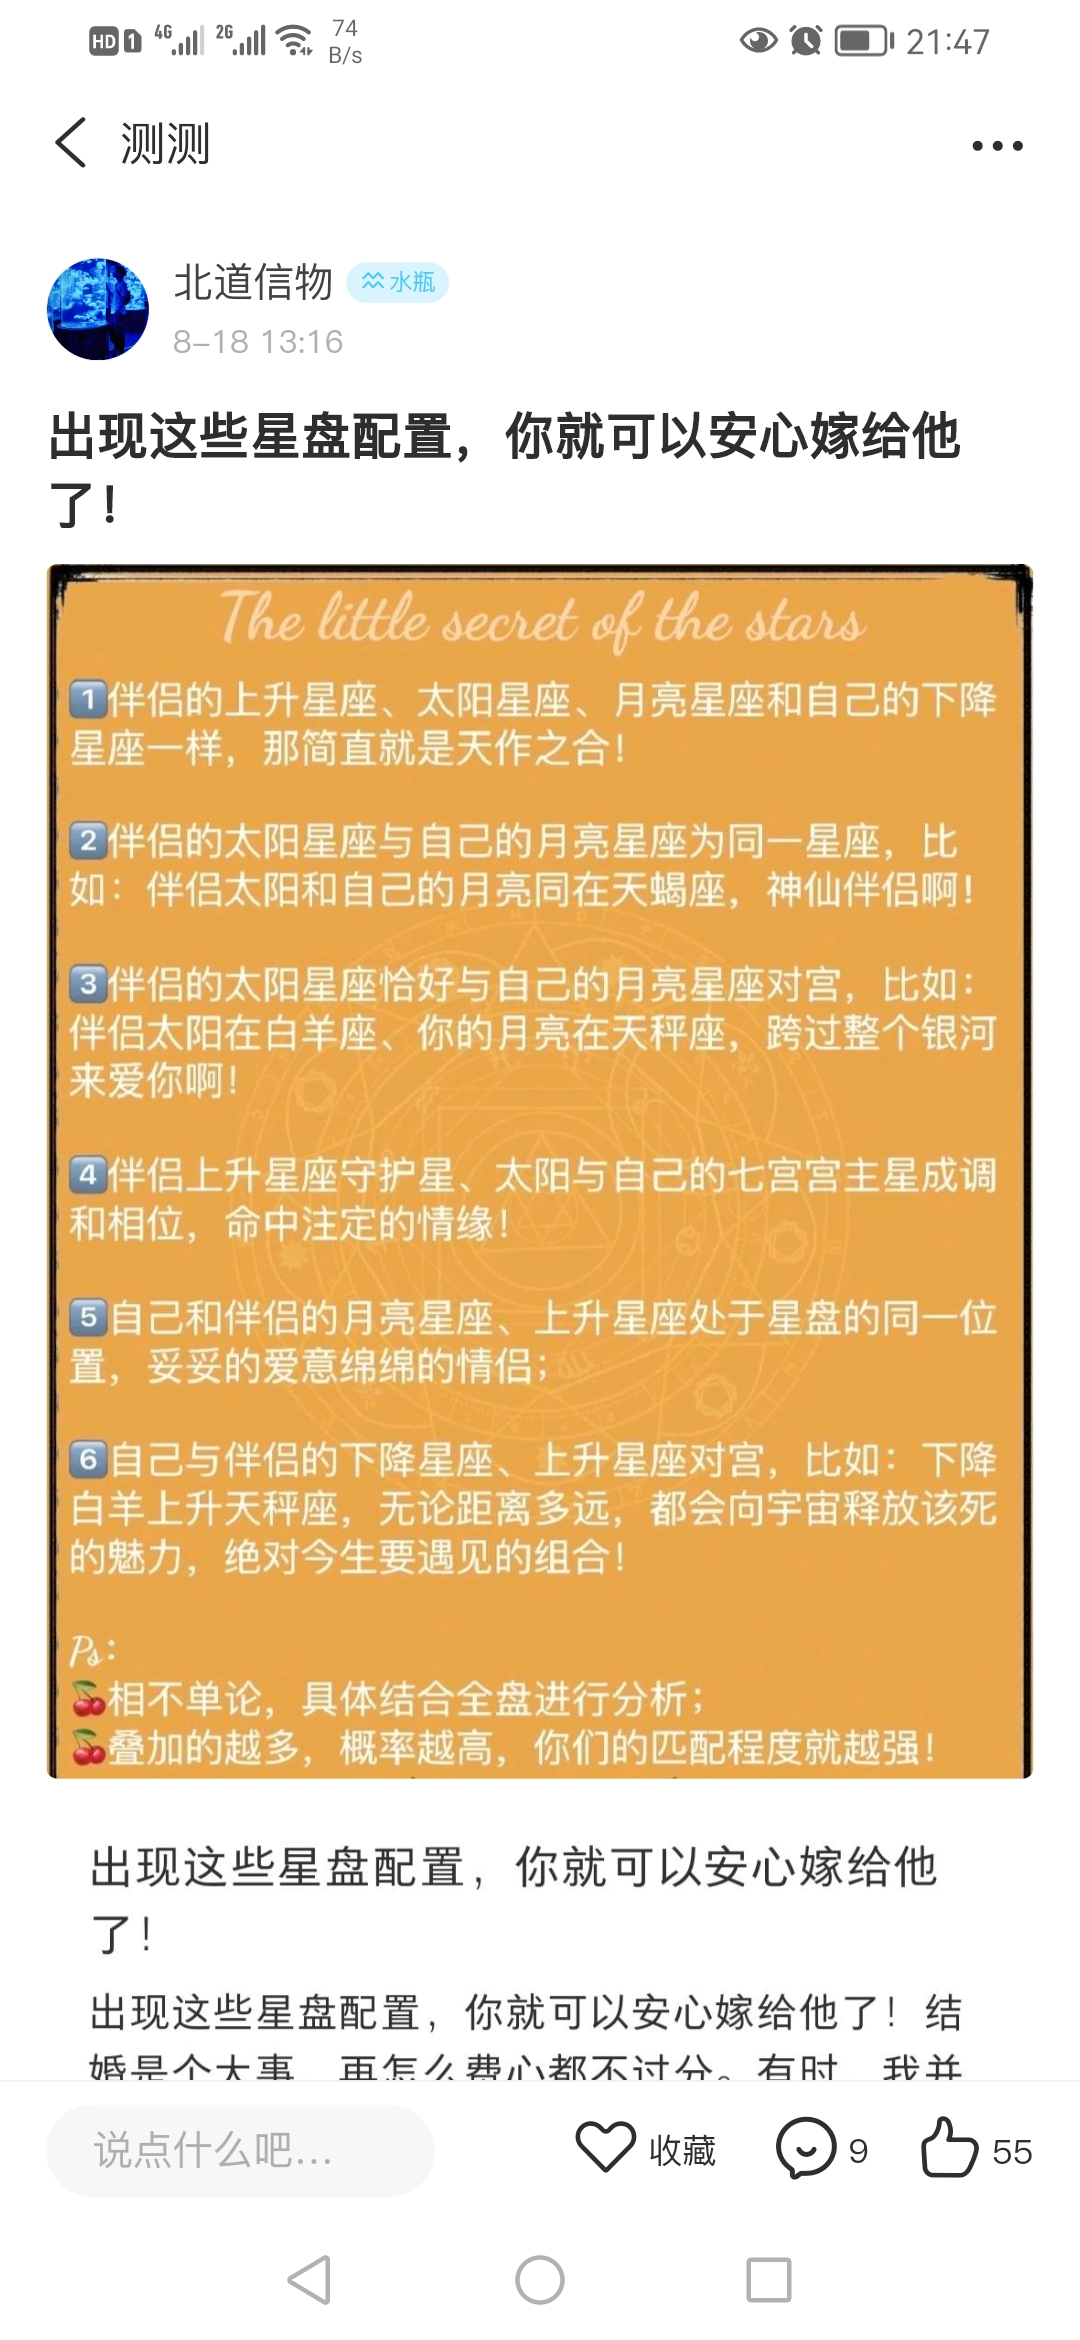 HD 1 4G 2G 74 B/s 21:47
测测
北道信物 水瓶
8-18 13:16
出现这些星盘配置，你就可以安心嫁给他
了！
The little secret of the stars
1伴侣的上升星座、太阳星座、月亮星座和自己的下降
星座一样，那简直就是天作之合！
2伴侣的太阳星座与自己的月亮星座为同一星座，比
如：伴侣太阳和自己的月亮同在天蝎座，神仙伴侣啊！
3伴侣的太阳星座恰好与自己的月亮星座对宫，比如：
伴侣太阳在白羊座、你的月亮在天秤座，跨过整个银河
来爱你啊！
4伴侣上升星座守护星、太阳与自己的七宫宫主星成调
和相位，命中注定的情缘！
5自己和伴侣的月亮星座、上升星座处于星盘的同一位
置，妥妥的爱意绵绵的情侣；
6自己与伴侣的下降星座、上升星座对宫，比如：下降
白羊上升天秤座，无论距离多远，都会向宇宙释放该死
的魅力，绝对今生要遇见的组合！
Ps：
🍒相不单论，具体结合全盘进行分析；
🍒叠加的越多，概率越高，你们的匹配程度就越强！
出现这些星盘配置，你就可以安心嫁给他
了！
出现这些星盘配置，你就可以安心嫁给他了！结
婚是个大事，再怎么费心都不过分。有时，我并
说点什么吧... 收藏 9 55